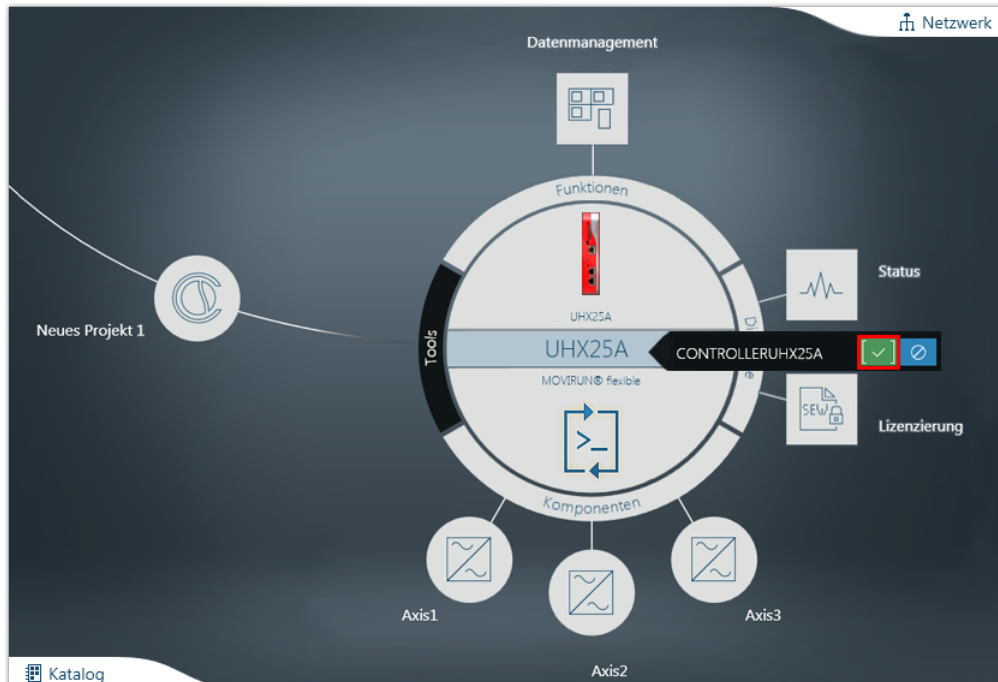 Netzwerk
Datenmanagement
Funktionen
UHX25A
Status
Neues Projekt 1
Tools
UHX25A
CONTROLLERUHX25A
MOVIRUN® flexible
>_
SEW
Lizenzierung
Komponenten
Axis1
Axis3
Axis2
Katalog